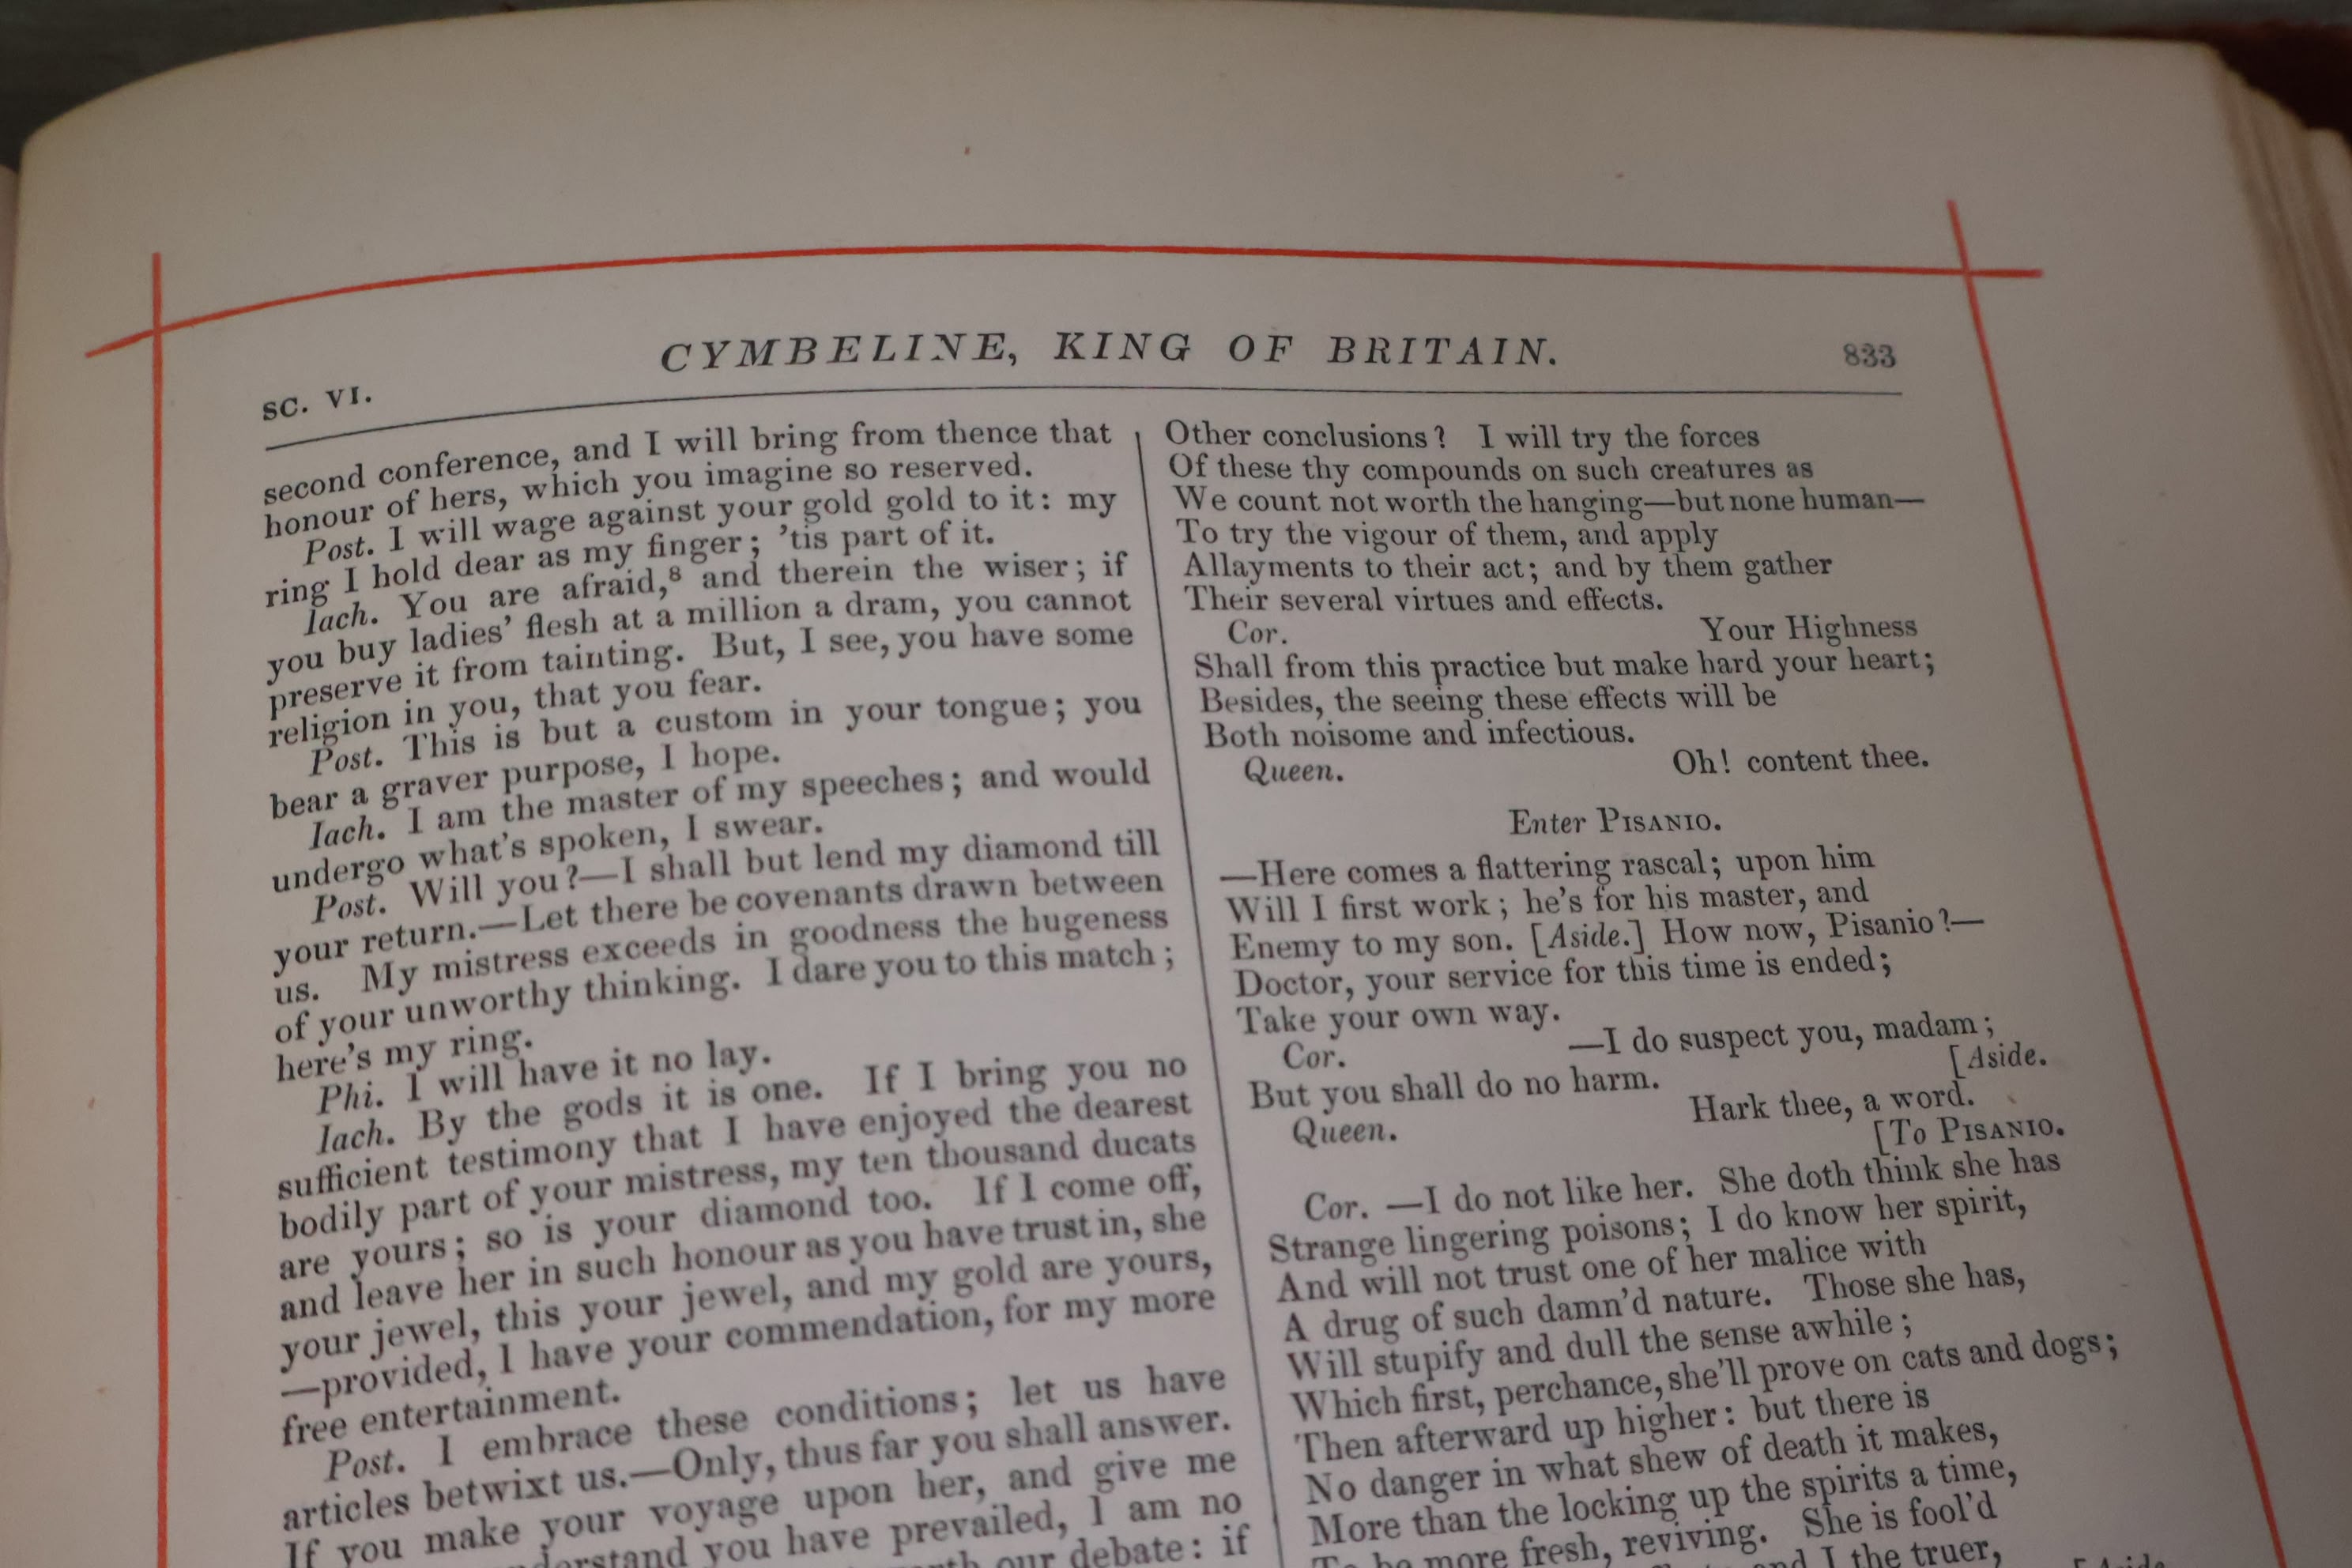 SC. VI.
CYMBELINE, KING OF BRITAIN.
833
second conference, and I will bring from thence that
honour of hers, which you imagine so reserved.
Post. I will wage against your gold gold to it: my
ring I hold dear as my finger; 'tis part of it.
Iach. You are afraid,⁸ and therein the wiser; if
you buy ladies' flesh at a million a dram, you cannot
preserve it from tainting. But, I see, you have some
religion in you, that you fear.
Post. This is but a custom in your tongue; you
bear a graver purpose, I hope.
Iach. I am the master of my speeches; and would
undergo what's spoken, I swear.
Post. Will you?—I shall but lend my diamond till
your return.—Let there be covenants drawn between
us. My mistress exceeds in goodness the hugeness
of your unworthy thinking. I dare you to this match;
here's my ring.
Phi. I will have it no lay.
Iach. By the gods it is one. If I bring you no
sufficient testimony that I have enjoyed the dearest
bodily part of your mistress, my ten thousand ducats
are yours; so is your diamond too. If I come off,
and leave her in such honour as you have trust in, she
your jewel, this your jewel, and my gold are yours,
—provided, I have your commendation, for my more
free entertainment.
Post. I embrace these conditions; let us have
articles betwixt us.—Only, thus far you shall answer.
If you make your voyage upon her, and give me
you have prevailed, I am no
our debate: if
Other conclusions? I will try the forces
Of these thy compounds on such creatures as
We count not worth the hanging—but none human—
To try the vigour of them, and apply
Allayments to their act; and by them gather
Their several virtues and effects.
Cor. Your Highness
Shall from this practice but make hard your heart;
Besides, the seeing these effects will be
Both noisome and infectious.
Queen. Oh! content thee.
Enter PISANIO.
—Here comes a flattering rascal; upon him
Will I first work; he's for his master, and
Enemy to my son. [Aside.] How now, Pisanio?—
Doctor, your service for this time is ended;
Take your own way.
Cor. —I do suspect you, madam;
But you shall do no harm. [Aside.
Queen. Hark thee, a word.
[To PISANIO.
Cor. —I do not like her. She doth think she has
Strange lingering poisons; I do know her spirit,
And will not trust one of her malice with
A drug of such damn'd nature. Those she has,
Will stupify and dull the sense awhile;
Which first, perchance, she'll prove on cats and dogs;
Then afterward up higher: but there is
No danger in what shew of death it makes,
More than the locking up the spirits a time,
more fresh, reviving. She is fool'd
and I the truer,